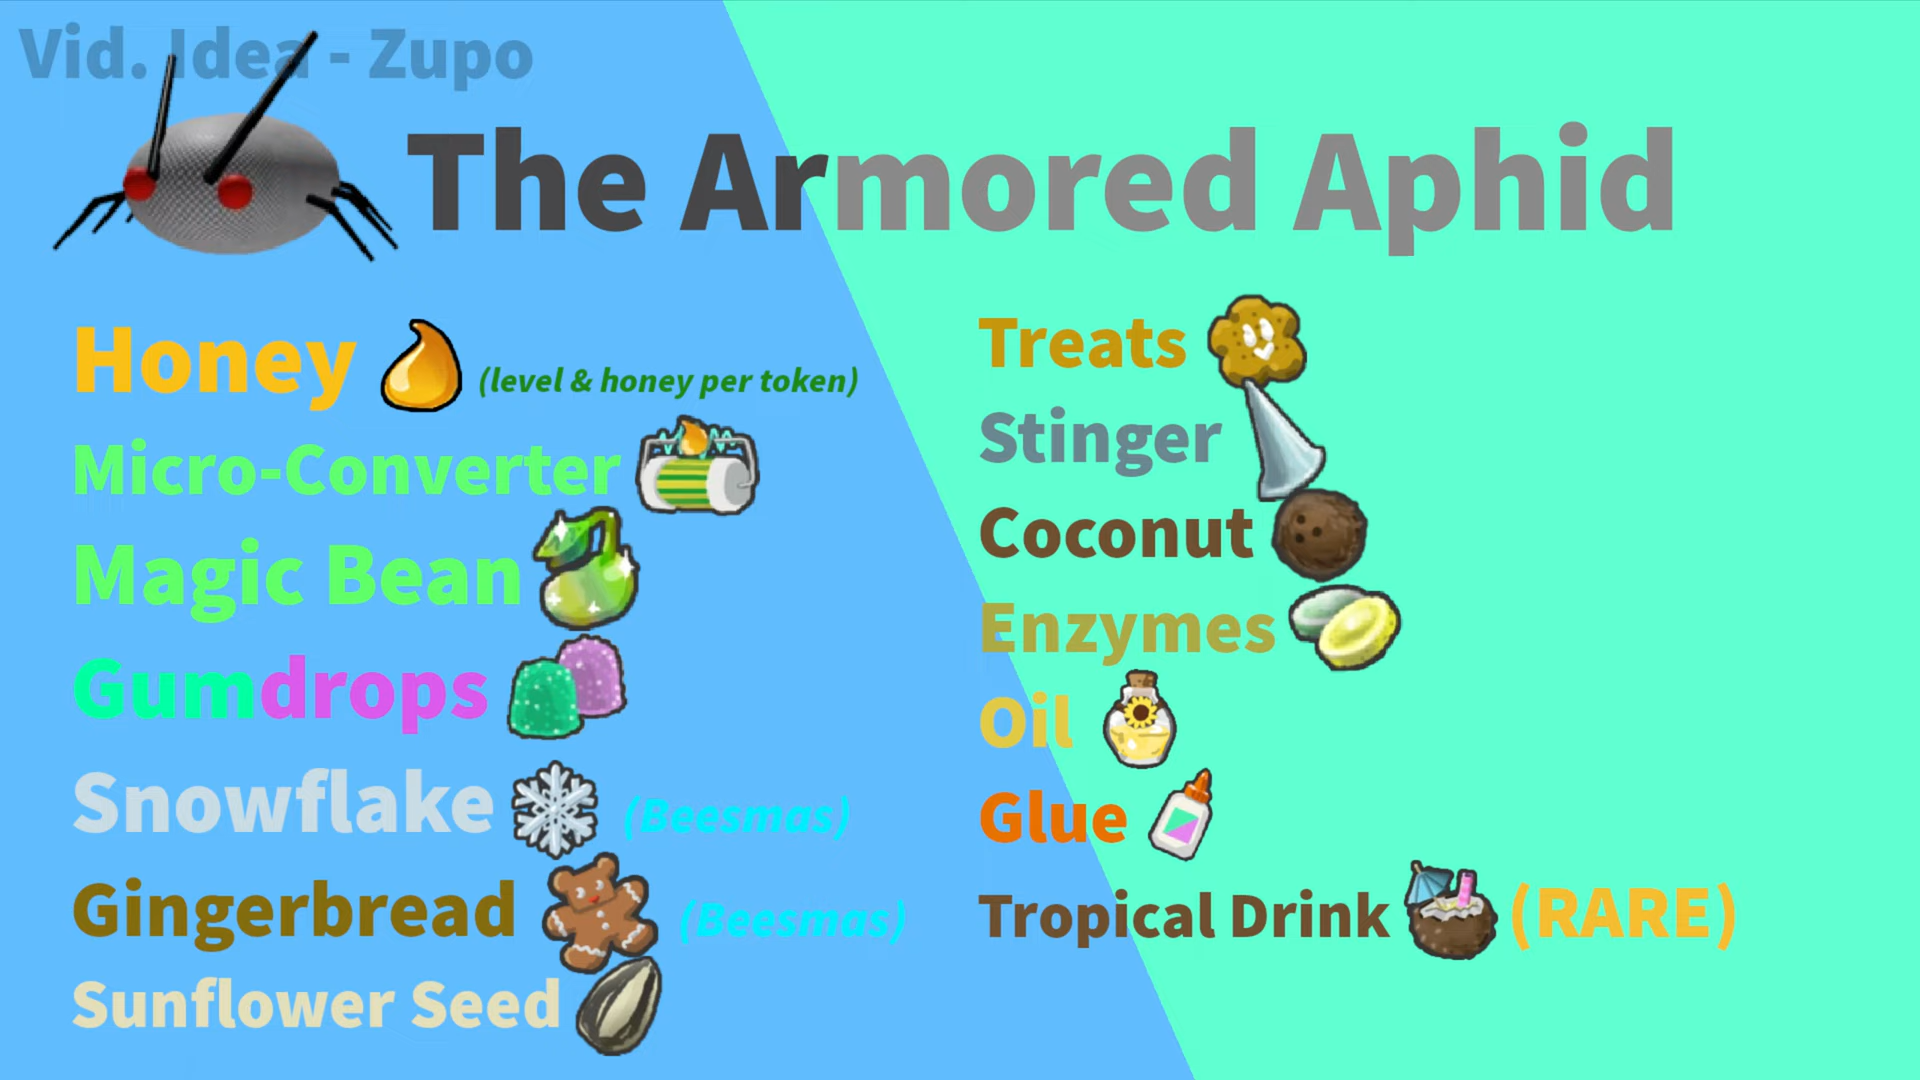 Vid. Idea - Zupo
The Armored Aphid
Honey (level & honey per token)
Micro-Converter
Magic Bean
Gumdrops
Snowflake (Beesmas)
Gingerbread (Beesmas)
Sunflower Seed
Treats
Stinger
Coconut
Enzymes
Oil
Glue
Tropical Drink (RARE)